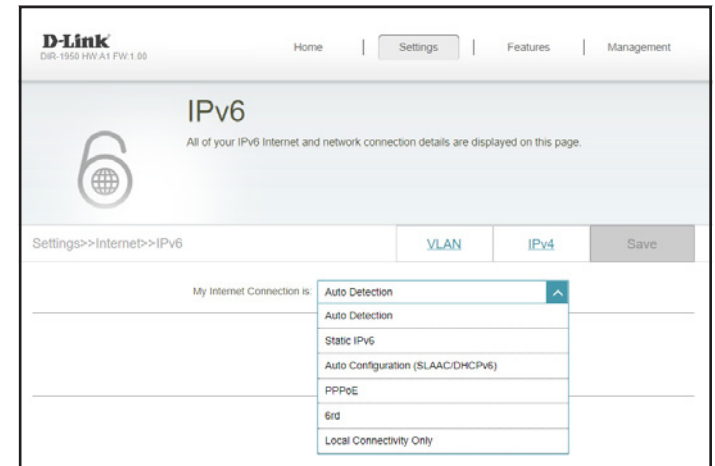 D-Link
DIR-1950 HW:A1 FW:1.00
Home | Settings | Features | Management
IPv6
All of your IPv6 Internet and network connection details are displayed on this page.
Settings>>Internet>>IPv6
VLAN
IPv4
Save
My Internet Connection is: Auto Detection
Auto Detection
Static IPv6
Auto Configuration (SLAAC/DHCPv6)
PPPoE
6rd
Local Connectivity Only